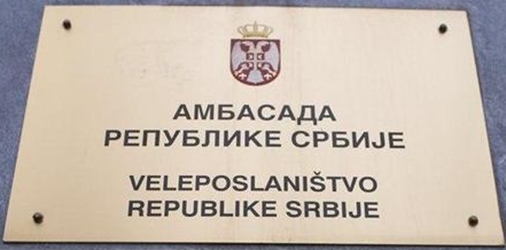 АМБАСАДА
РЕПУБЛИКЕ СРБИЈЕ
VELEPOSLANIŠTVO
REPUBLIKE SRBIJE